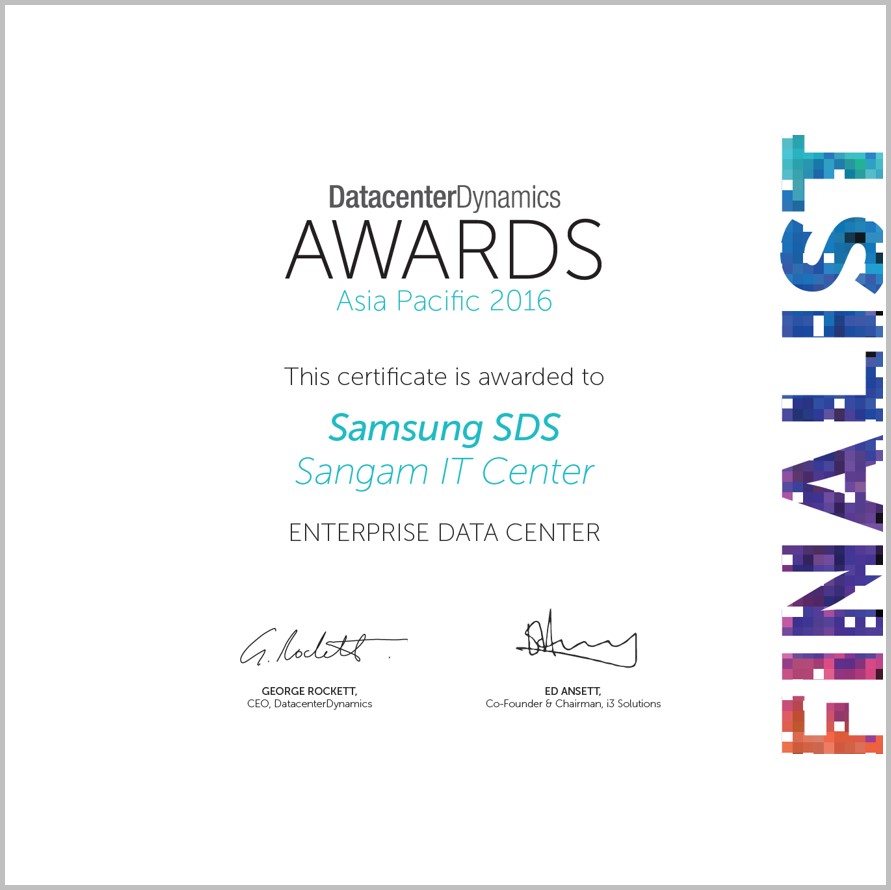 DatacenterDynamics
AWARDS
Asia Pacific 2016
This certificate is awarded to
Samsung SDS
Sangam IT Center
ENTERPRISE DATA CENTER
G. Rockett
GEORGE ROCKETT,
CEO, DatacenterDynamics
ED ANSETT,
Co-Founder & Chairman, i3 Solutions
FINALIST